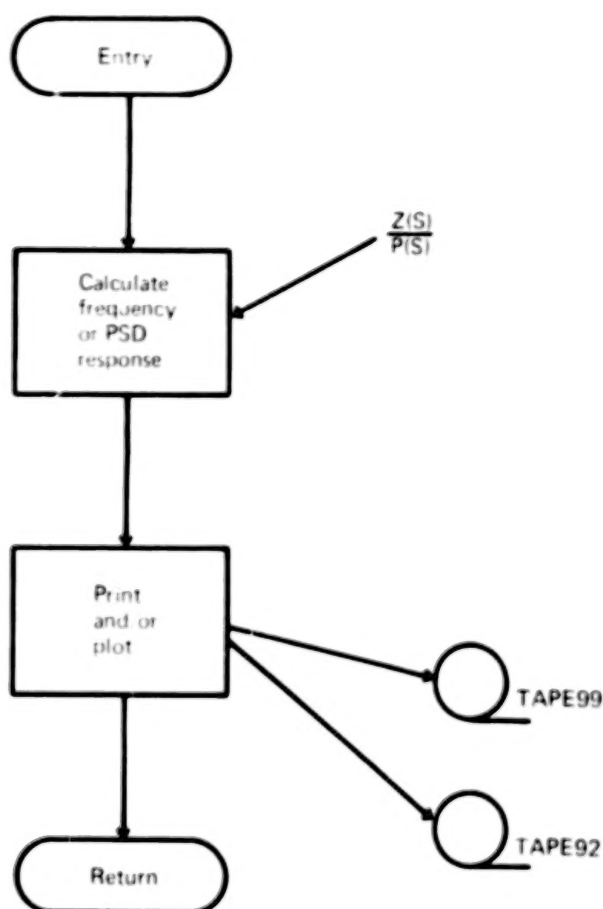 Entry
Z(S)
P(S)
Calculate
frequency
or PSD
response
Print
and/or
plot
TAPE99
TAPE92
Return